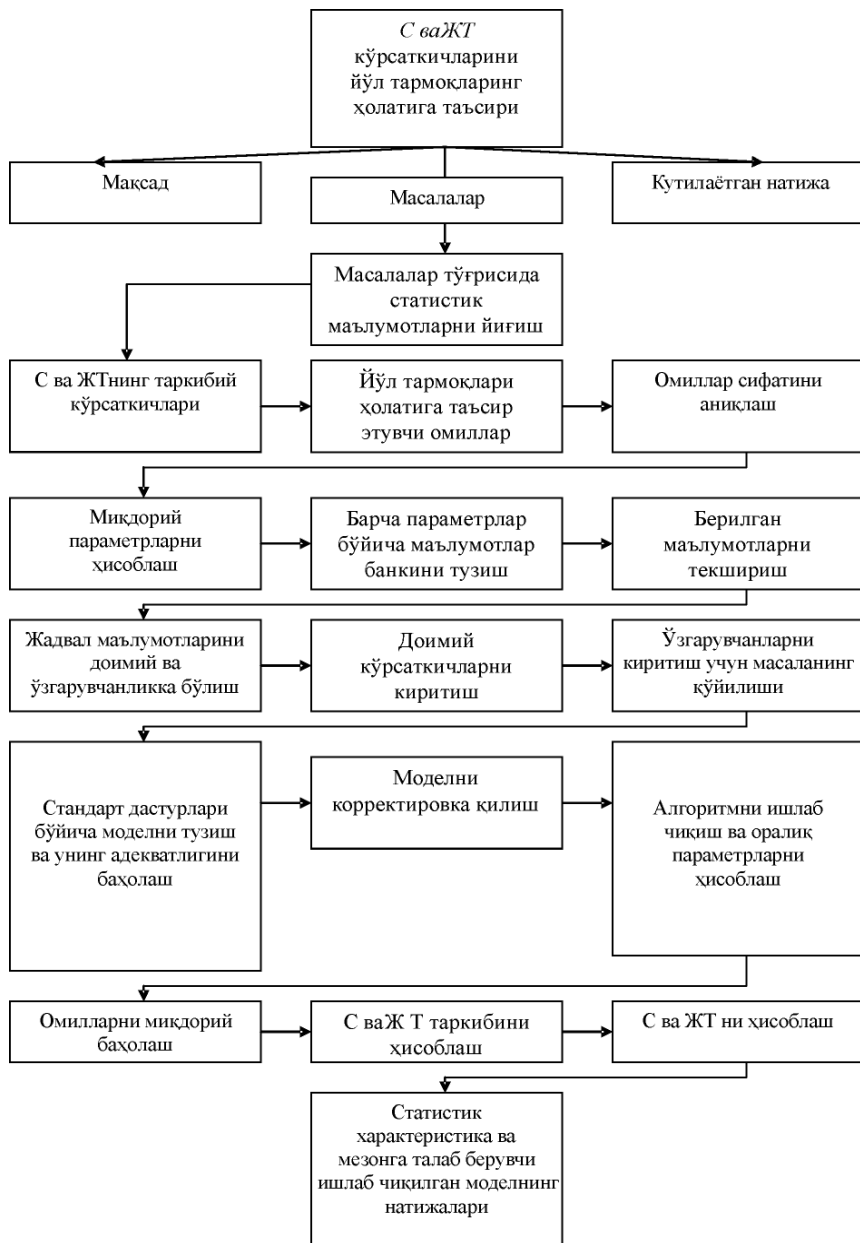 С ваЖТ
кўрсаткичларини
йўл тармоқларинг
ҳолатига таъсири
Мақсад
Масалалар
Кутилаётган натижа
Масалалар тўғрисида
статистик
маълумотларни йиғиш
С ва ЖТнинг таркибий
кўрсаткичлари
Йўл тармоқлари
ҳолатига таъсир
этувчи омиллар
Омиллар сифатини
аниқлаш
Миқдорий
параметрларни
ҳисоблаш
Барча параметрлар
бўйича маълумотлар
банкини тузиш
Берилган
маълумотларни
текшириш
Жадвал маълумотларини
доимий ва
ўзгарувчанликка бўлиш
Доимий
кўрсаткичларни
киритиш
Ўзгарувчанларни
киритиш учун масаланинг
қўйилиши
Стандарт дастурлари
бўйича моделни тузиш
ва унинг адекватлигини
баҳолаш
Моделни
корректировка қилиш
Алгоритмни ишлаб
чиқиш ва оралиқ
параметрларни
ҳисоблаш
Омилларни миқдорий
баҳолаш
С ваЖ Т таркибини
ҳисоблаш
С ва ЖТ ни ҳисоблаш
Статистик
характеристика ва
мезонга талаб берувчи
ишлаб чиқилган моделнинг
натижалари